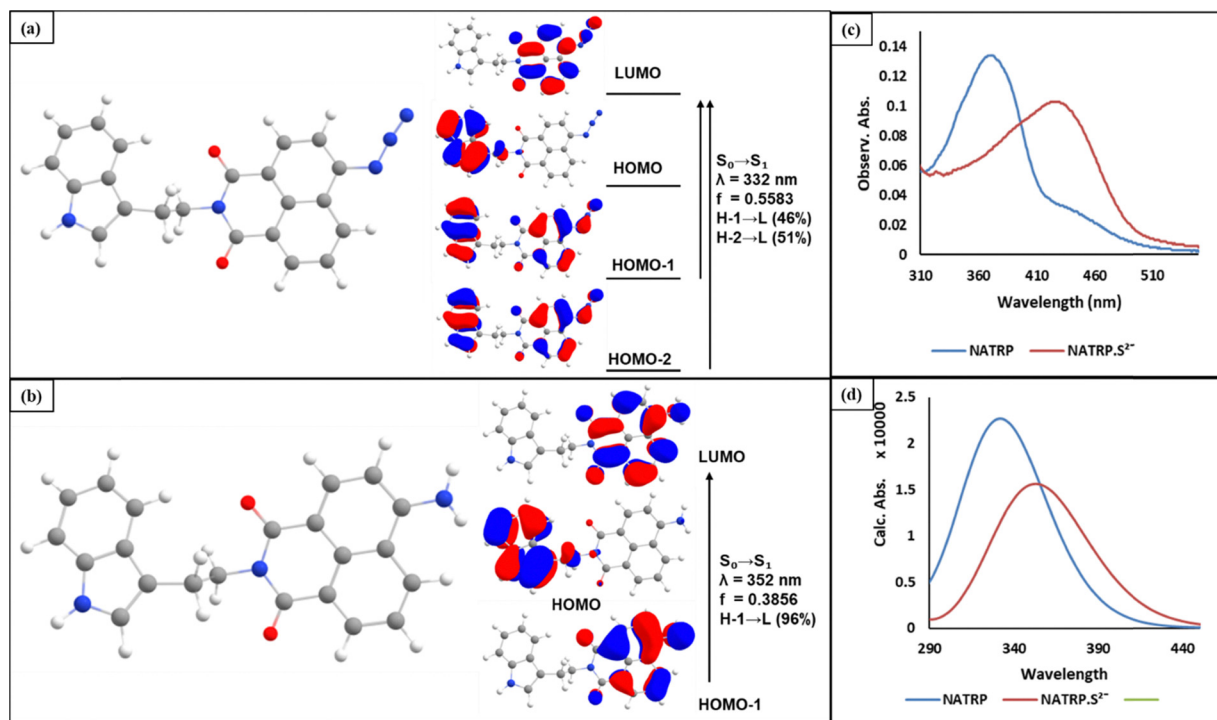 (a)
LUMO
HOMO
HOMO-1
HOMO-2
S₀→S₁
λ = 332 nm
f = 0.5583
H-1→L (46%)
H-2→L (51%)
(b)
LUMO
HOMO
HOMO-1
S₀→S₁
λ = 352 nm
f = 0.3856
H-1→L (96%)
(c)
Observ. Abs.
0.14
0.12
0.1
0.08
0.06
0.04
0.02
0
310 360 410 460 510
Wavelength (nm)
NATRP NATRP.S²⁻
(d)
Calc. Abs. x 10000
2.5
2
1.5
1
0.5
0
290 340 390 440
Wavelength
NATRP NATRP.S²⁻